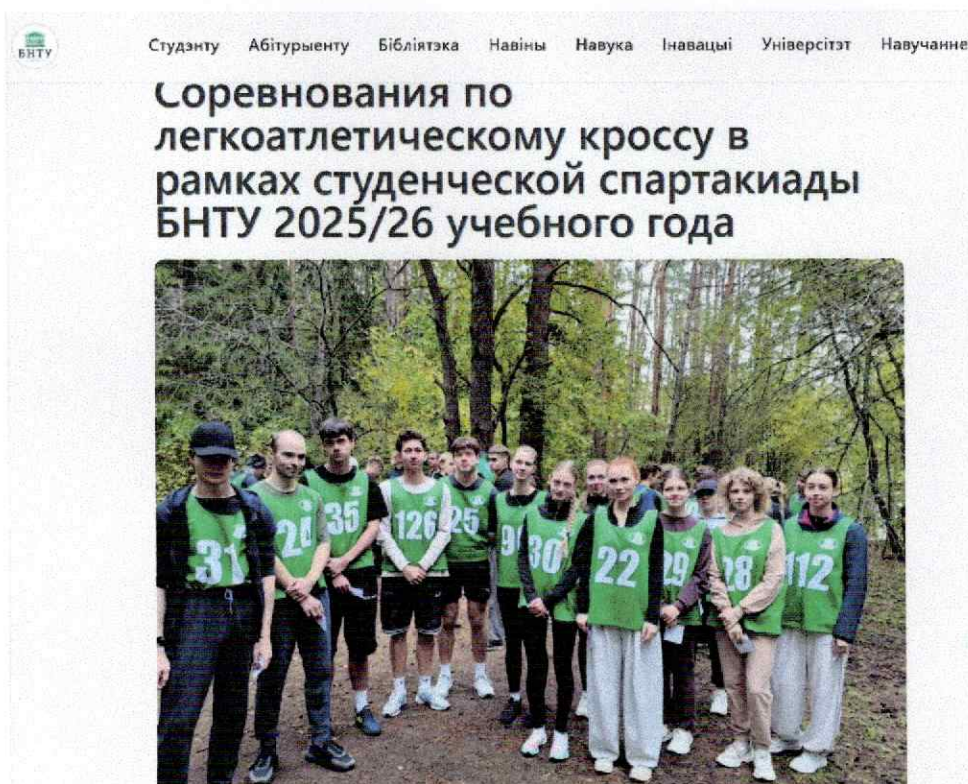 БНТУ
Студэнту Абітурыенту Бібліятэка Навіны Навука Інавацыі Універсітэт Навучанне
Соревнования по
легкоатлетическому кроссу в
рамках студенческой спартакиады
БНТУ 2025/26 учебного года
31 24 35 126 25 30 22 29 28 112